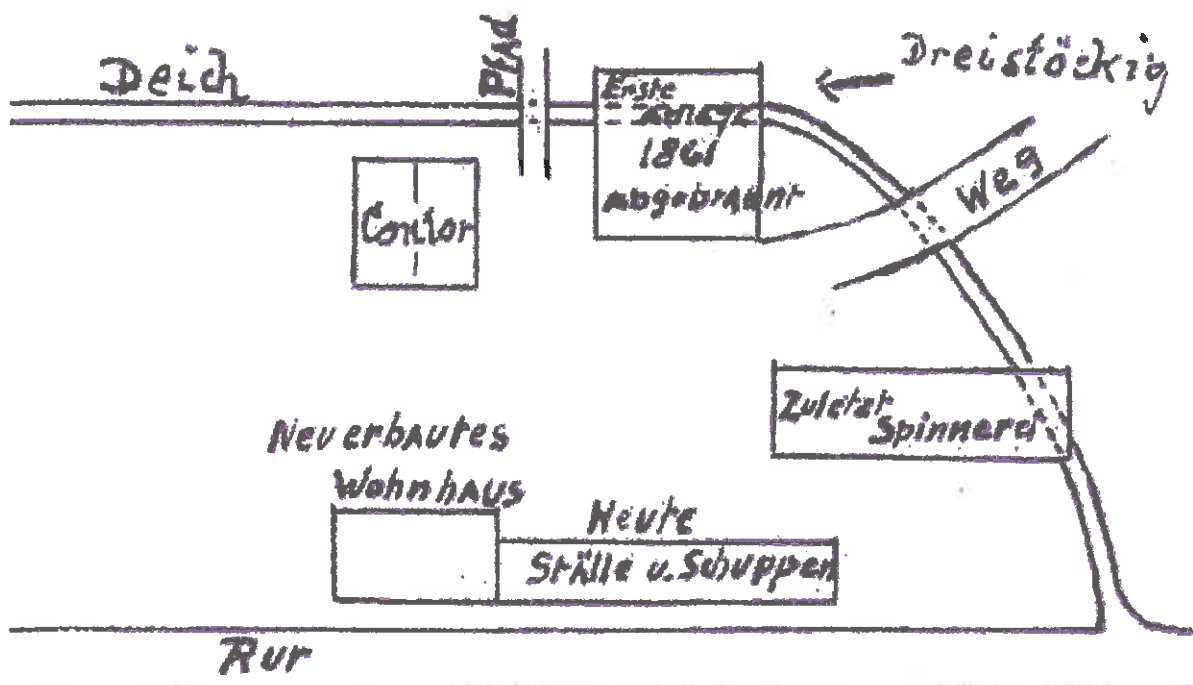 Deich
Pfad
Dreistöckig
Erste
Anlage
1861
abgebrannt
Weg
Contor
Zuletzt
Spinnerei
Neuerbautes
Wohnhaus
Heute
Ställe u. Schuppen
Rur